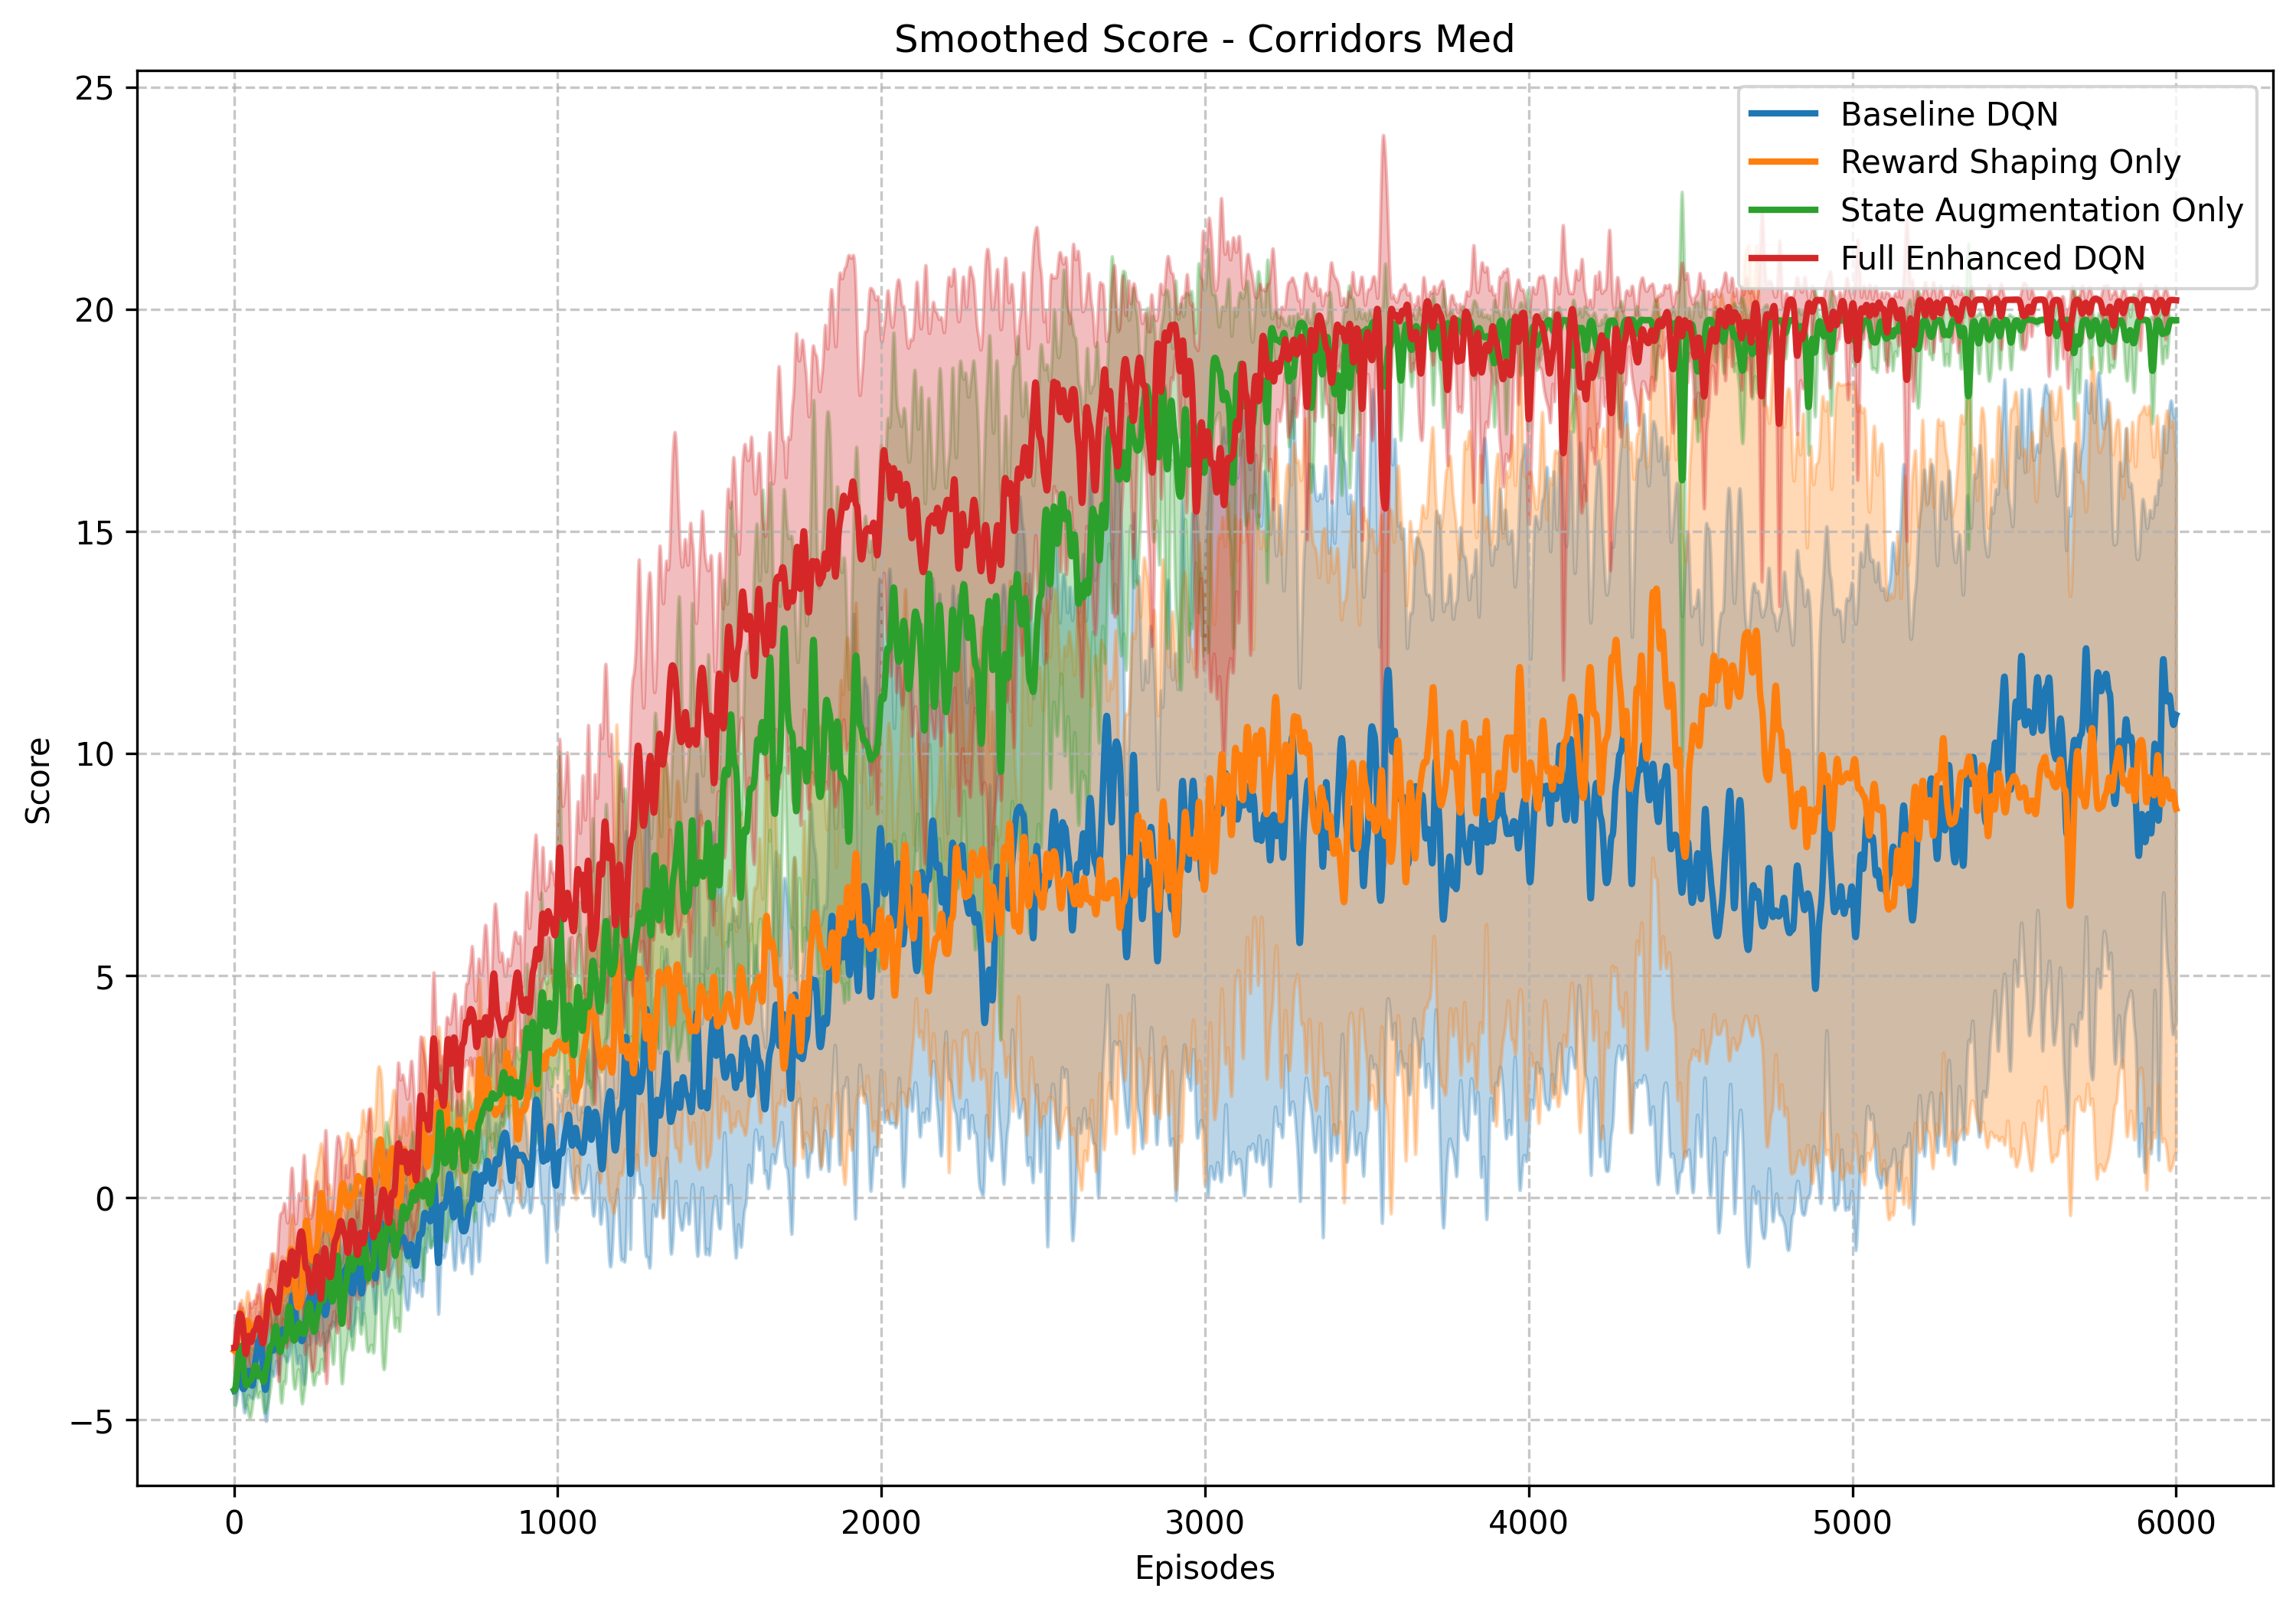 Smoothed Score - Corridors Med
25
20
15
10
5
0
−5
Score
Baseline DQN
Reward Shaping Only
State Augmentation Only
Full Enhanced DQN
0 1000 2000 3000 4000 5000 6000
Episodes